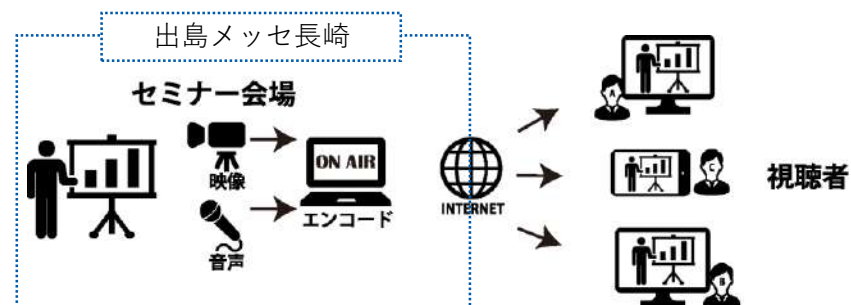 出島メッセ長崎
セミナー会場
映像
音声
ON AIR
エンコード
INTERNET
A
C
B
視聴者